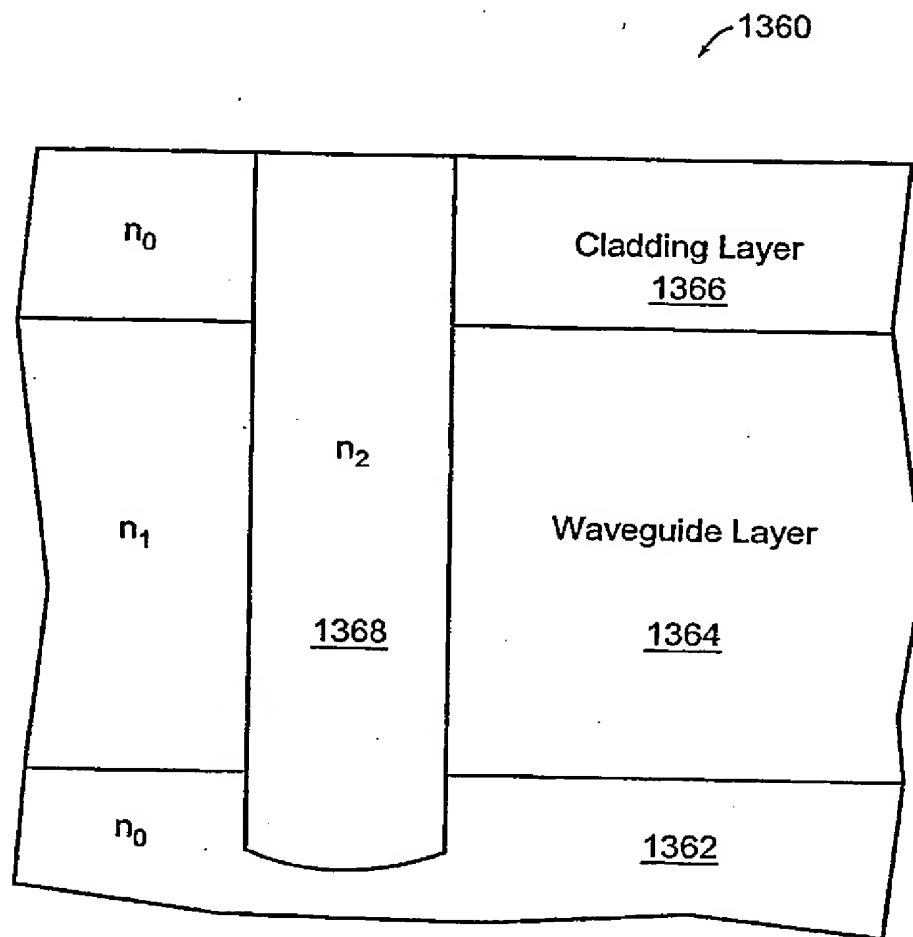 1360
n₀
Cladding Layer
1366
n₂
n₁
Waveguide Layer
1368
1364
n₀
1362